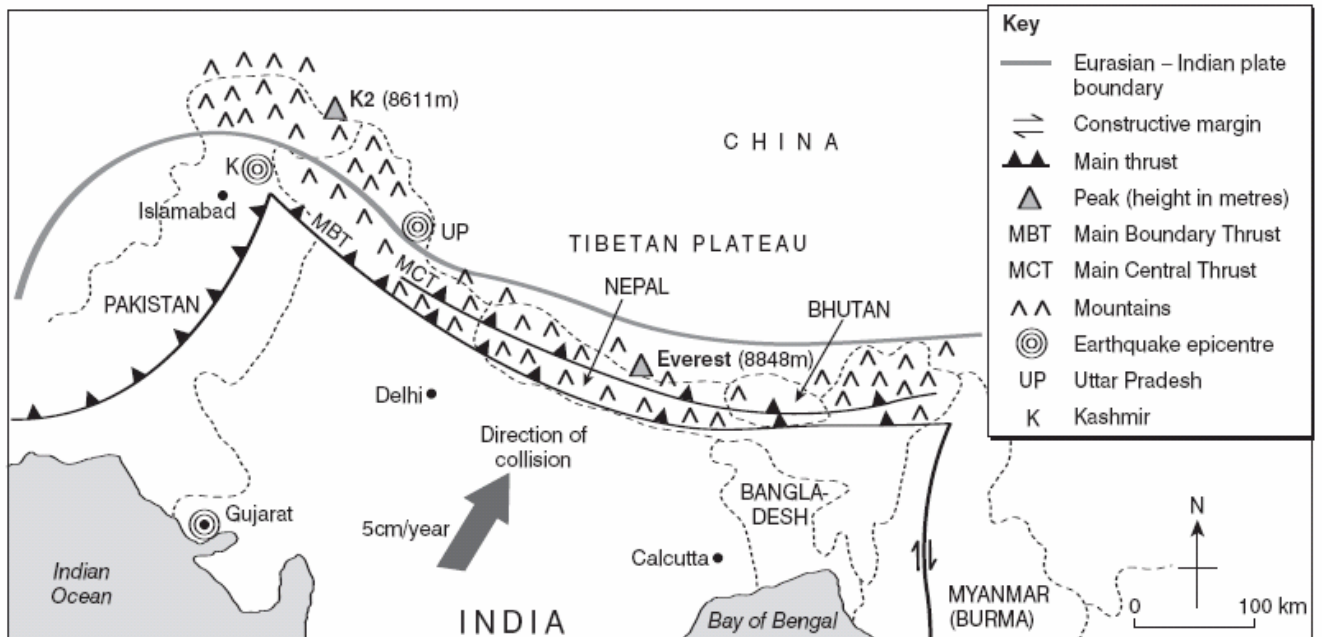 Key
Eurasian – Indian plate
boundary
Constructive margin
Main thrust
Peak (height in metres)
MBT Main Boundary Thrust
MCT Main Central Thrust
Mountains
Earthquake epicentre
UP Uttar Pradesh
K Kashmir
K2 (8611m)
CHINA
K
Islamabad
MBT
UP
TIBETAN PLATEAU
MCT
NEPAL
PAKISTAN
BHUTAN
Everest (8848m)
Delhi
Direction of
collision
BANGLA-
DESH
Gujarat
5cm/year
N
Calcutta
Indian
Ocean
MYANMAR
(BURMA)
0 100 km
INDIA
Bay of Bengal